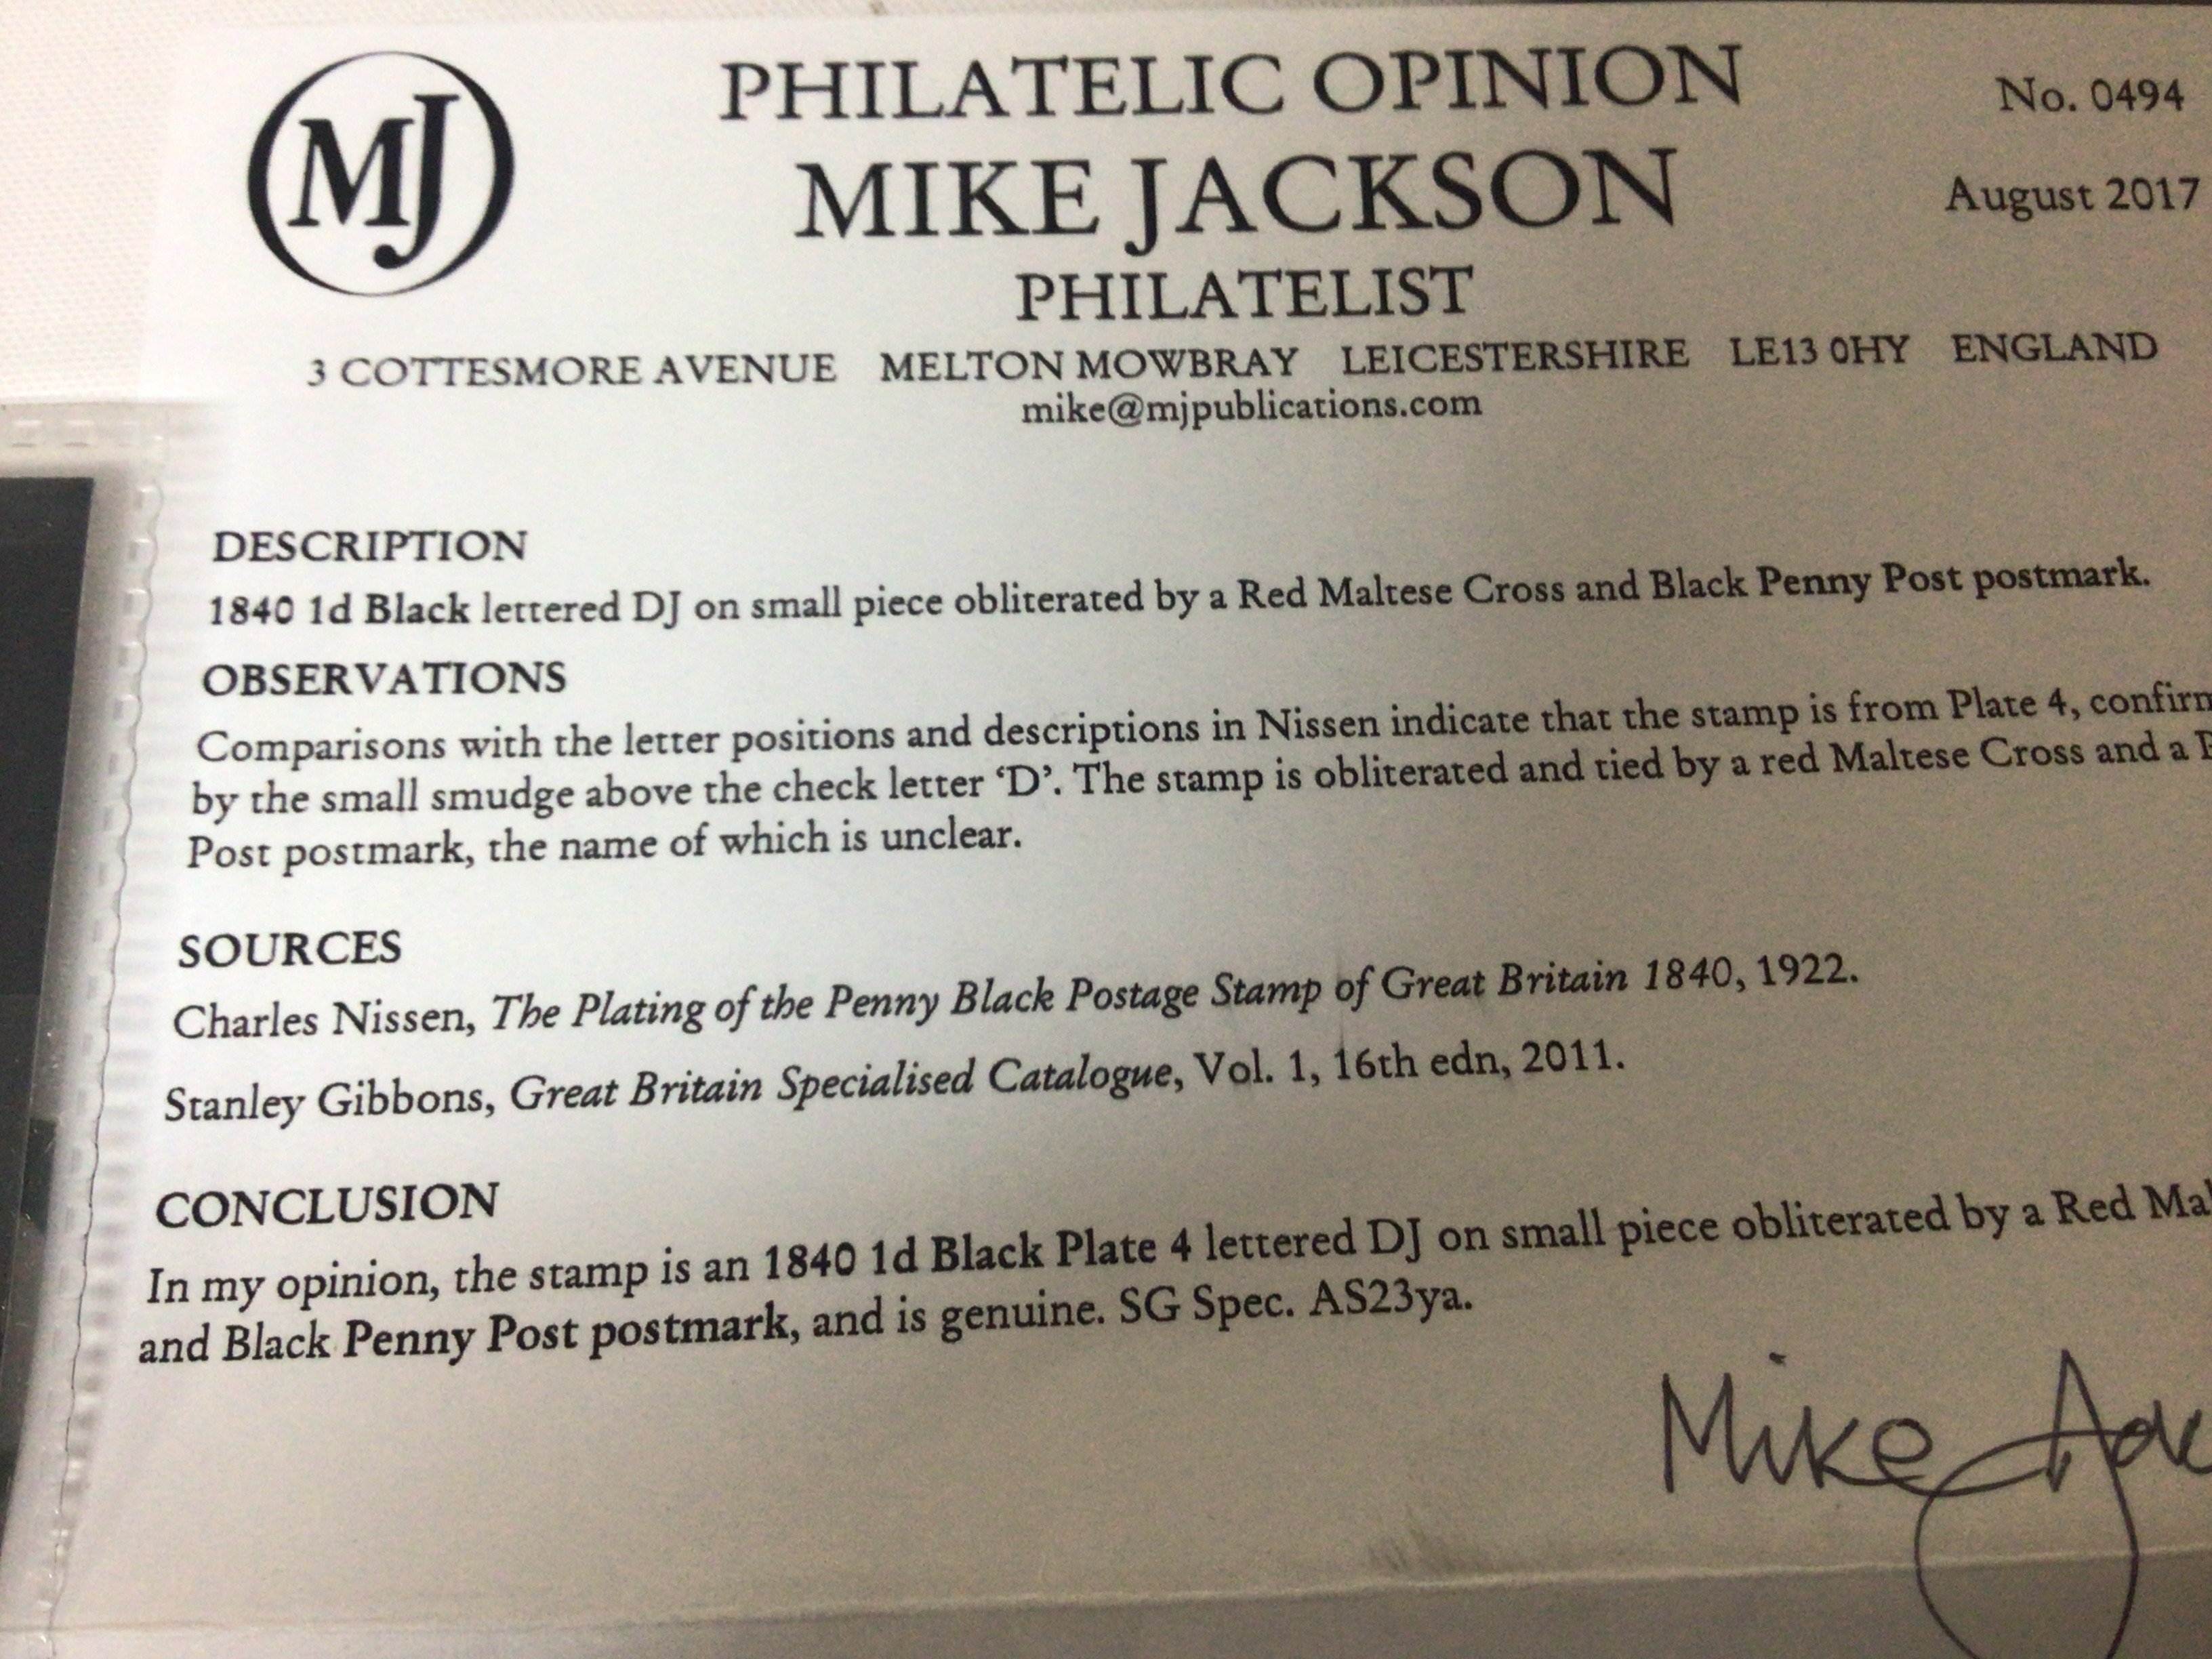 MJ
PHILATELIC OPINION
No. 0494
MIKE JACKSON
August 2017
PHILATELIST
3 COTTESMORE AVENUE MELTON MOWBRAY LEICESTERSHIRE LE13 0HY ENGLAND
mike@mjpublications.com
DESCRIPTION
1840 1d Black lettered DJ on small piece obliterated by a Red Maltese Cross and Black Penny Post postmark.
OBSERVATIONS
Comparisons with the letter positions and descriptions in Nissen indicate that the stamp is from Plate 4, confirm
by the small smudge above the check letter ‘D’. The stamp is obliterated and tied by a red Maltese Cross and a
Post postmark, the name of which is unclear.
SOURCES
Charles Nissen, The Plating of the Penny Black Postage Stamp of Great Britain 1840, 1922.
Stanley Gibbons, Great Britain Specialised Catalogue, Vol. 1, 16th edn, 2011.
CONCLUSION
In my opinion, the stamp is an 1840 1d Black Plate 4 lettered DJ on small piece obliterated by a Red Mal
and Black Penny Post postmark, and is genuine. SG Spec. AS23ya.
Mike Jac